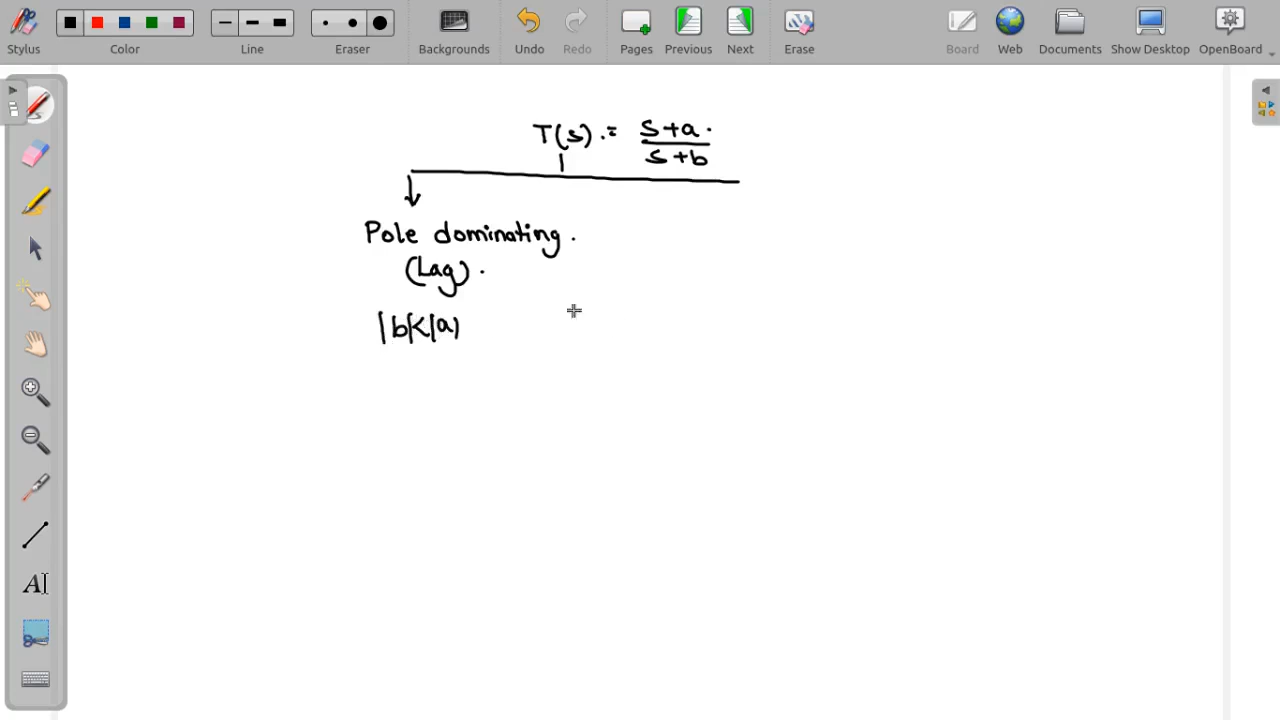 Stylus Color Line Eraser Backgrounds Undo Redo Pages Previous Next Erase Board Web Documents Show Desktop OpenBoard
T(s) .= s+a .
s+b
Pole dominating .
(Lag) .
|b|<|a|